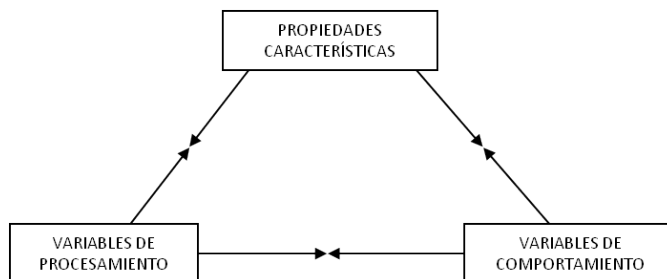 PROPIEDADES
CARACTERÍSTICAS
VARIABLES DE
PROCESAMIENTO
VARIABLES DE
COMPORTAMIENTO